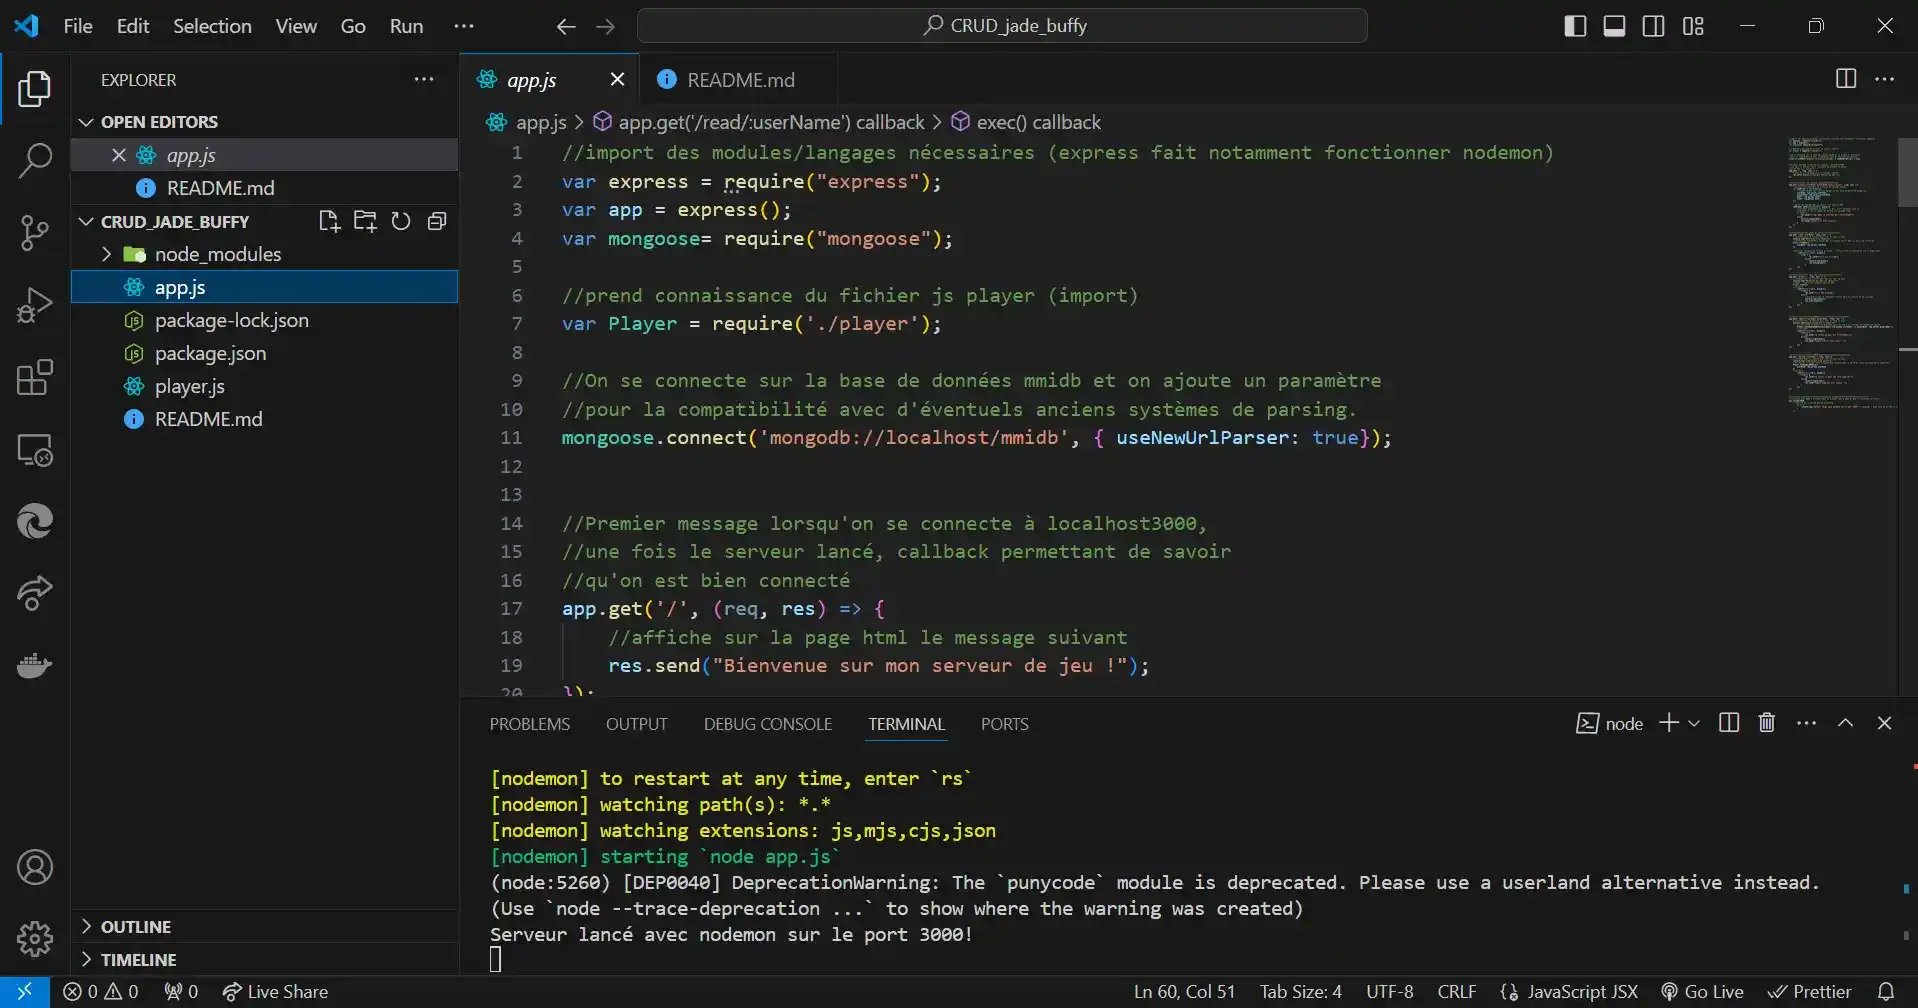 File Edit Selection View Go Run ···
CRUD_jade_buffy
EXPLORER
OPEN EDITORS
app.js
README.md
CRUD_JADE_BUFFY
node_modules
app.js
package-lock.json
package.json
player.js
README.md
OUTLINE
TIMELINE
app.js README.md
app.js > app.get('/read/:userName') callback > exec() callback
1 //import des modules/langages nécessaires (express fait notamment fonctionner nodemon)
2 var express = require("express");
3 var app = express();
4 var mongoose= require("mongoose");
5
6 //prend connaissance du fichier js player (import)
7 var Player = require('./player');
8
9 //On se connecte sur la base de données mmidb et on ajoute un paramètre
10 //pour la compatibilité avec d'éventuels anciens systèmes de parsing.
11 mongoose.connect('mongodb://localhost/mmidb', { useNewUrlParser: true});
12
13
14 //Premier message lorsqu'on se connecte à localhost3000,
15 //une fois le serveur lancé, callback permettant de savoir
16 //qu'on est bien connecté
17 app.get('/', (req, res) => {
18 //affiche sur la page html le message suivant
19 res.send("Bienvenue sur mon serveur de jeu !");
20 });
PROBLEMS OUTPUT DEBUG CONSOLE TERMINAL PORTS
node
[nodemon] to restart at any time, enter `rs`
[nodemon] watching path(s): *.*
[nodemon] watching extensions: js,mjs,cjs,json
[nodemon] starting `node app.js`
(node:5260) [DEP0040] DeprecationWarning: The `punycode` module is deprecated. Please use a userland alternative instead.
(Use `node --trace-deprecation ...` to show where the warning was created)
Serveur lancé avec nodemon sur le port 3000!
0 0 0 Live Share Ln 60, Col 51 Tab Size: 4 UTF-8 CRLF JavaScript JSX Go Live Prettier